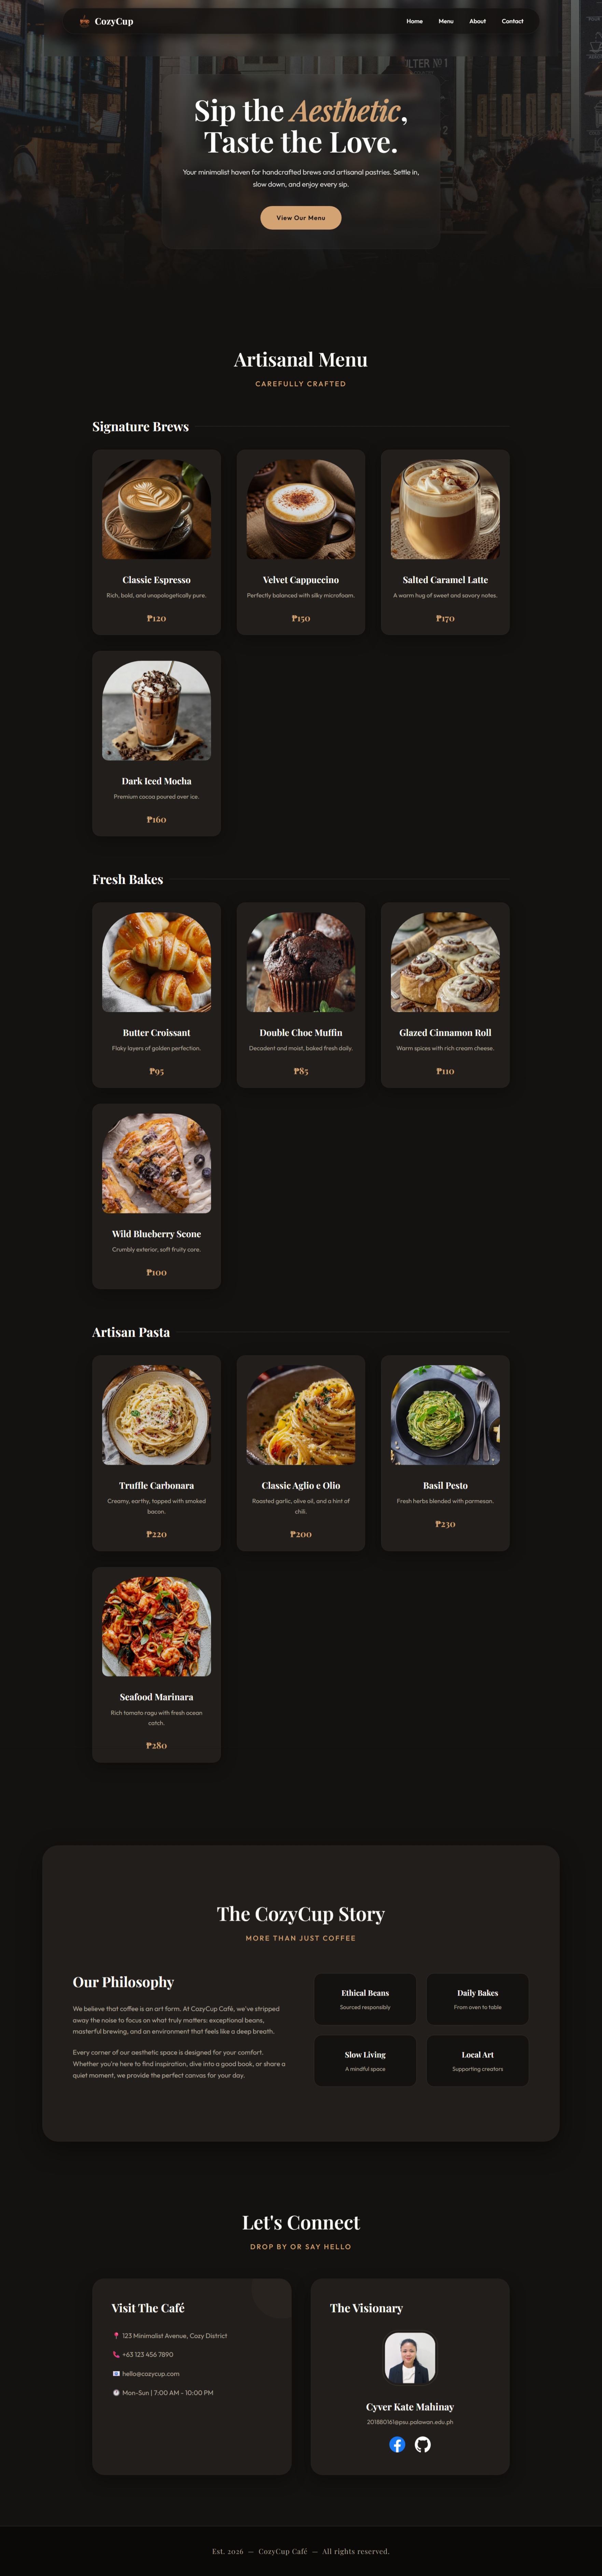 CozyCup
Home Menu About Contact
Sip the Aesthetic,
Taste the Love.
Your minimalist haven for handcrafted brews and artisanal pastries. Settle in,
slow down, and enjoy every sip.
View Our Menu
Artisanal Menu
CAREFULLY CRAFTED
Signature Brews
Classic Espresso
Rich, bold, and unapologetically pure.
₱120
Velvet Cappuccino
Perfectly balanced with silky microfoam.
₱150
Salted Caramel Latte
A warm hug of sweet and savory notes.
₱170
Dark Iced Mocha
Premium cocoa poured over ice.
₱160
Fresh Bakes
Butter Croissant
Flaky layers of golden perfection.
₱95
Double Choc Muffin
Decadent and moist, baked fresh daily.
₱85
Glazed Cinnamon Roll
Warm spices with rich cream cheese.
₱110
Wild Blueberry Scone
Crumbly exterior, soft fruity core.
₱100
Artisan Pasta
Truffle Carbonara
Creamy, earthy, topped with smoked
bacon.
₱220
Classic Aglio e Olio
Roasted garlic, olive oil, and a hint of
chili.
₱200
Basil Pesto
Fresh herbs blended with parmesan.
₱230
Seafood Marinara
Rich tomato ragu with fresh ocean
catch.
₱280
The CozyCup Story
MORE THAN JUST COFFEE
Our Philosophy
We believe that coffee is an art form. At CozyCup Café, we've stripped
away the noise to focus on what truly matters: exceptional beans,
masterful brewing, and an environment that feels like a deep breath.
Every corner of our aesthetic space is designed for your comfort.
Whether you're here to find inspiration, dive into a good book, or share a
quiet moment, we provide the perfect canvas for your day.
Ethical Beans
Sourced responsibly
Daily Bakes
From oven to table
Slow Living
A mindful space
Local Art
Supporting creators
Let's Connect
DROP BY OR SAY HELLO
Visit The Café
123 Minimalist Avenue, Cozy District
+63 123 456 7890
hello@cozycup.com
Mon-Sun | 7:00 AM - 10:00 PM
The Visionary
Cyver Kate Mahinay
201880161@psu.palawan.edu.ph
Est. 2026 — CozyCup Café — All rights reserved.